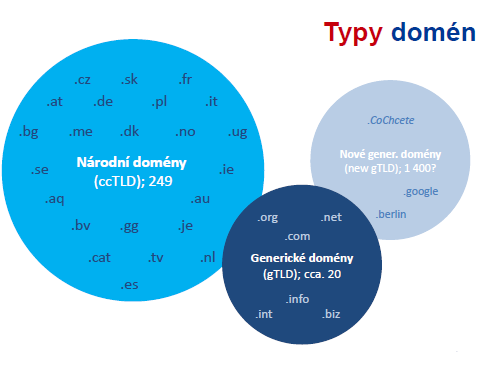 Typy domén
.cz .sk .fr
.at .de .pl .it
.bg .me .dk .no .ug
Národní domény
(ccTLD); 249
.se .ie
.aq .au
.bv .gg .je
.cat .tv .nl
.es
.CoChcete
Nové gener. domény
(new gTLD); 1 400?
.google
.berlin
.org .net
.com
Generické domény
(gTLD); cca. 20
.info
.int .biz